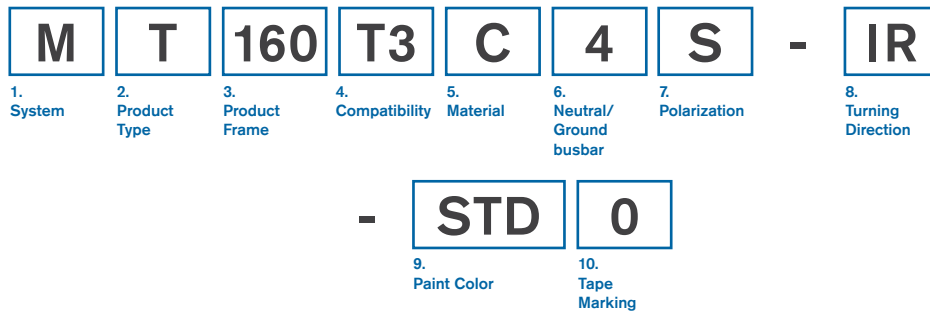 M T 160 T3 C 4 S - IR
1. 2. 3. 4. 5. 6. 7. 8.
System Product Product Compatibility Material Neutral/ Polarization Turning
Type Frame Ground Direction
busbar
- STD 0
9. 10.
Paint Color Tape
Marking